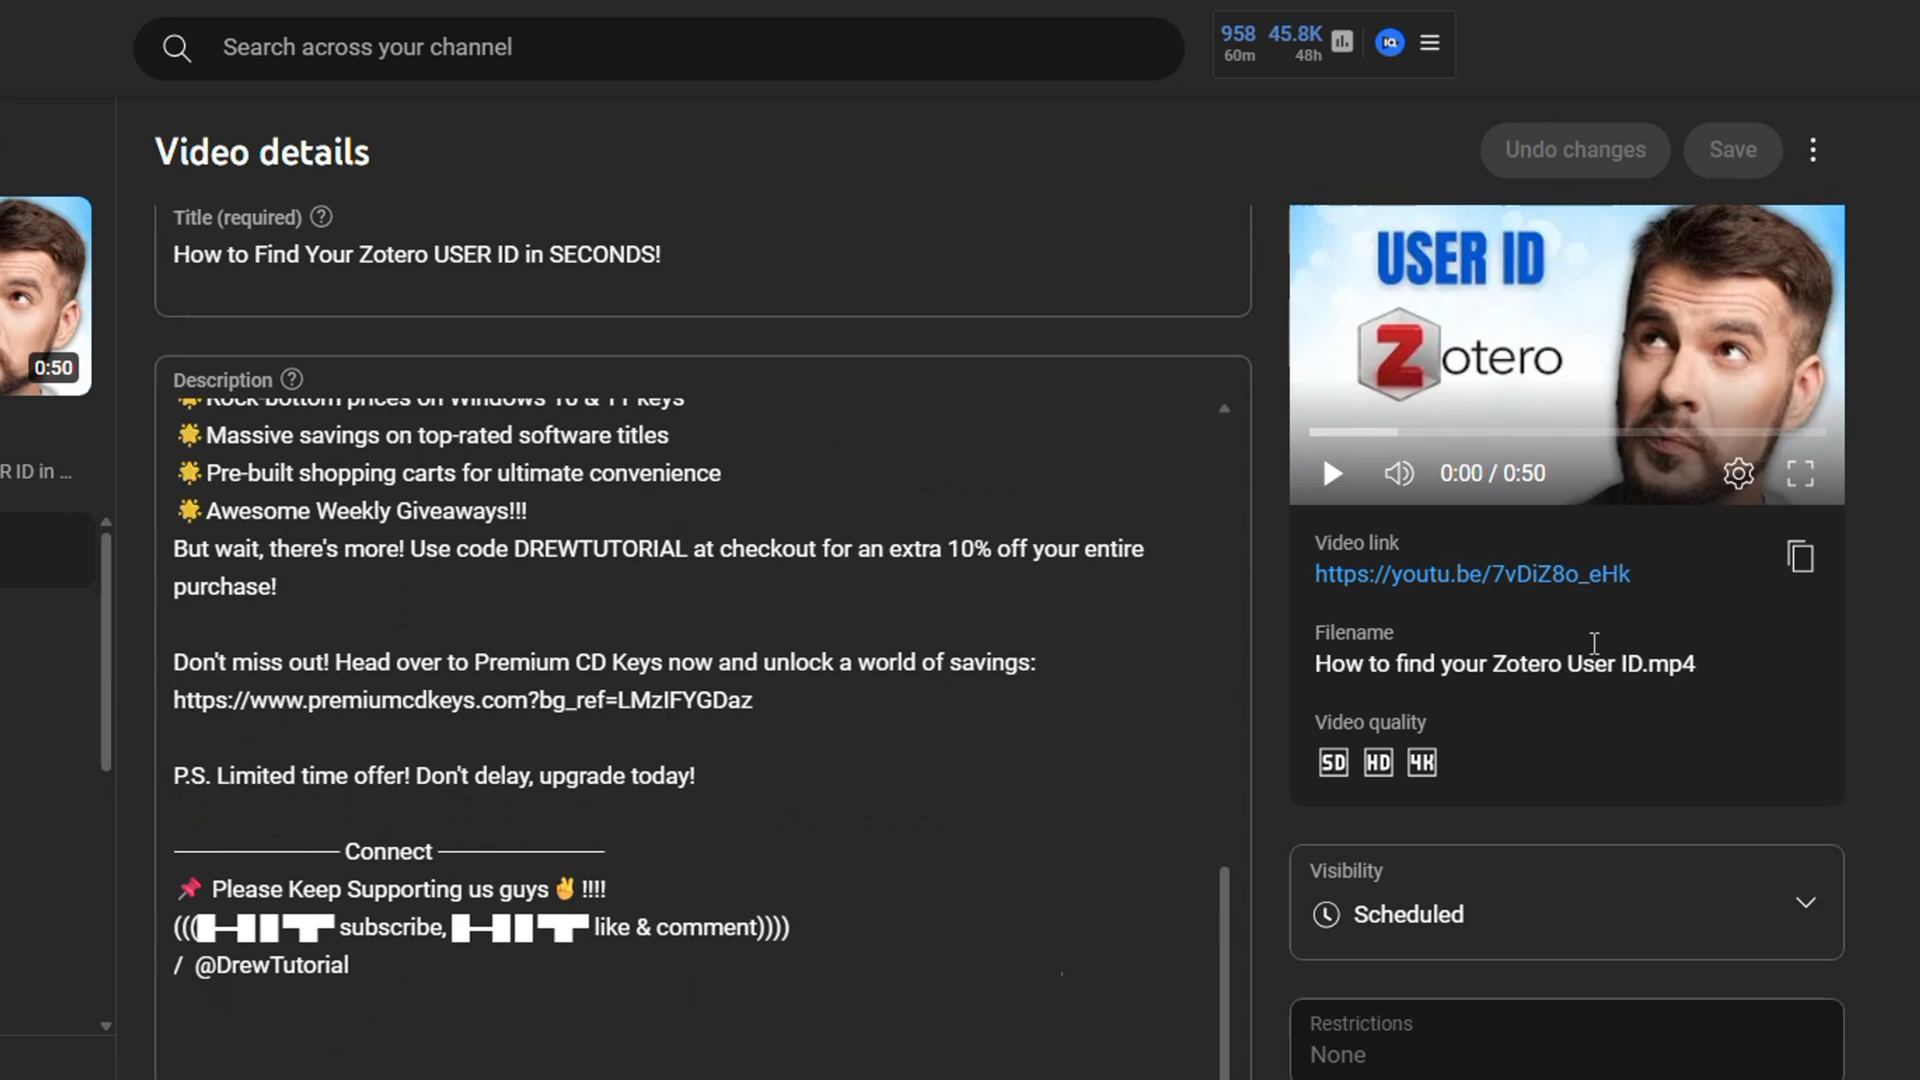 Search across your channel
958 45.8K
60m 48h
IQ
Video details
Undo changes
Save
Title (required)
How to Find Your Zotero USER ID in SECONDS!
0:50
R ID in ...
Description
Rock-bottom prices on Windows 10 & 11 keys
🌟Massive savings on top-rated software titles
🌟Pre-built shopping carts for ultimate convenience
🌟Awesome Weekly Giveaways!!!
But wait, there's more! Use code DREWTUTORIAL at checkout for an extra 10% off your entire
purchase!
Don't miss out! Head over to Premium CD Keys now and unlock a world of savings:
https://www.premiumcdkeys.com?bg_ref=LMzIFYGDaz
P.S. Limited time offer! Don't delay, upgrade today!
Connect
📌 Please Keep Supporting us guys✌ !!!!
(((█▬█ █ ▀█▀ subscribe, █▬█ █ ▀█▀ like & comment))))
/ @DrewTutorial
USER ID
Zotero
0:00 / 0:50
Video link
https://youtu.be/7vDiZ8o_eHk
Filename
How to find your Zotero User ID.mp4
Video quality
SD HD 4K
Visibility
Scheduled
Restrictions
None